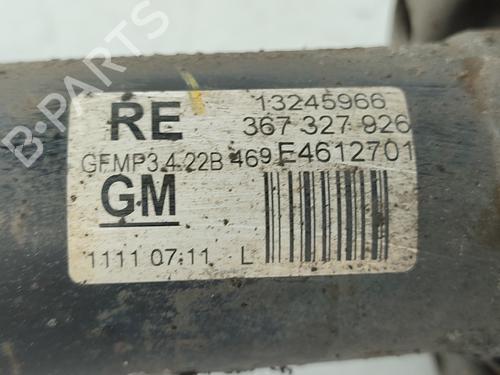 RE 13245966
367 327 926
GFMP3.4.22B 469 E4612701
GM
1111 07:11 L
B-PARTS